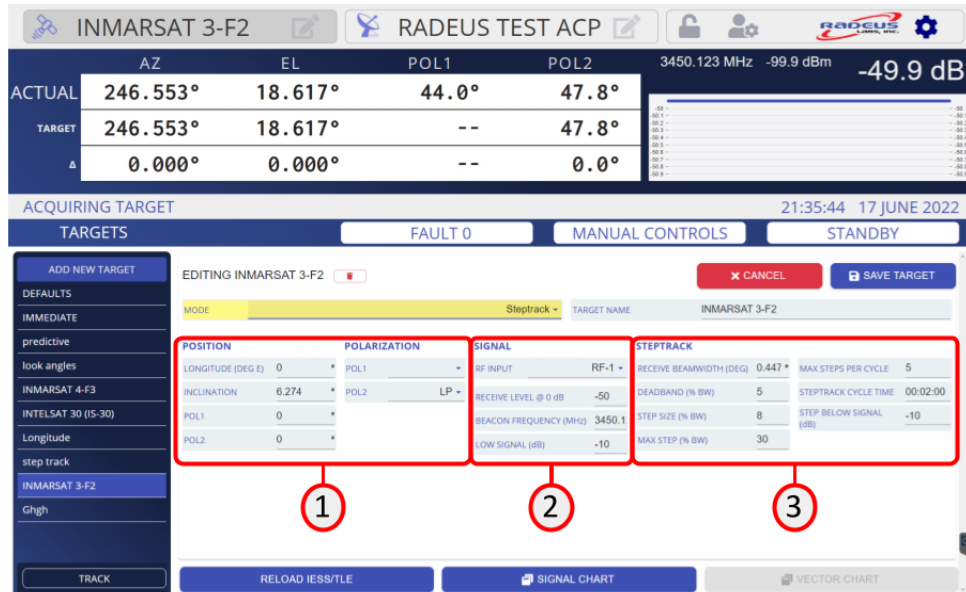 INMARSAT 3-F2 RADEUS TEST ACP RADEUS LABS, INC.
AZ EL POL1 POL2 3450.123 MHz -99.9 dBm -49.9 dB
ACTUAL 246.553° 18.617° 44.0° 47.8°
TARGET 246.553° 18.617° -- 47.8°
Δ 0.000° 0.000° -- 0.0°
ACQUIRING TARGET 21:35:44 17 JUNE 2022
TARGETS FAULT 0 MANUAL CONTROLS STANDBY
ADD NEW TARGET
DEFAULTS
IMMEDIATE
predictive
look angles
INMARSAT 4-F3
INTELSAT 30 (IS-30)
Longitude
step track
INMARSAT 3-F2
Ghgh
TRACK
EDITING INMARSAT 3-F2 CANCEL SAVE TARGET
MODE Steptrack TARGET NAME INMARSAT 3-F2
POSITION POLARIZATION SIGNAL STEPTRACK
LONGITUDE (DEG E) 0 ° POL1 RF INPUT RF-1 RECEIVE BEAMWIDTH (DEG) 0.447 ° MAX STEPS PER CYCLE 5
INCLINATION 6.274 ° POL2 LP RECEIVE LEVEL @ 0 dB -50 DEADBAND (% BW) 5 STEPTRACK CYCLE TIME 00:02:00
POL1 0 ° BEACON FREQUENCY (MHz) 3450.1 STEP SIZE (% BW) 8 STEP BELOW SIGNAL (dB) -10
POL2 0 ° LOW SIGNAL (dB) -10 MAX STEP (% BW) 30
1 2 3
RELOAD IESS/TLE SIGNAL CHART VECTOR CHART